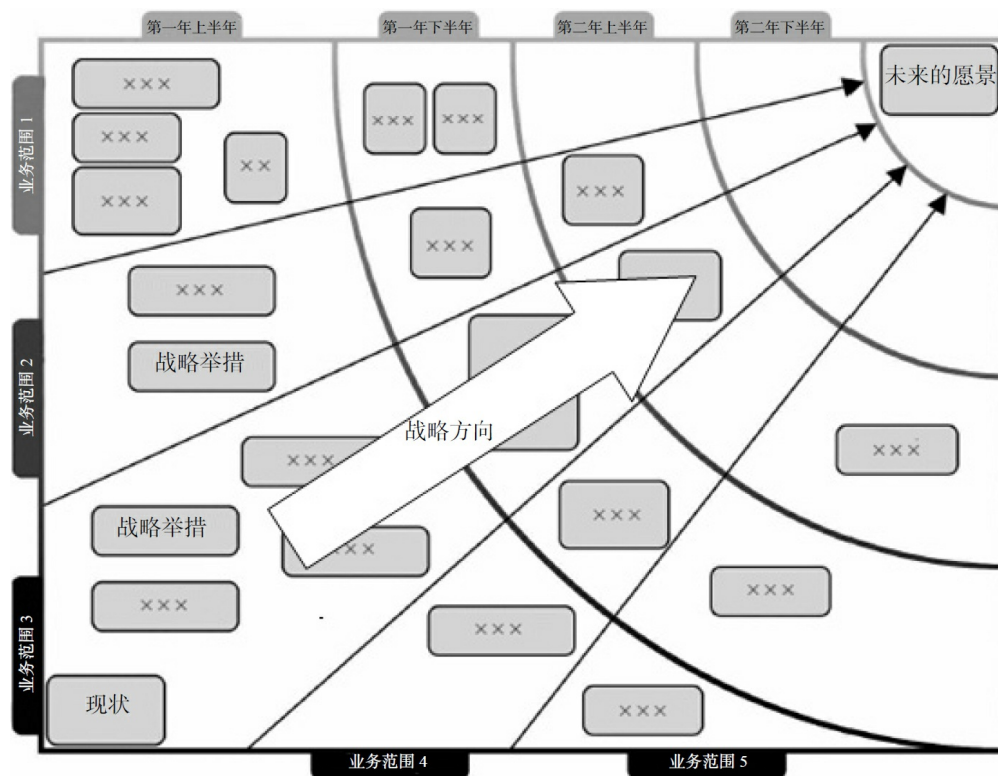 第一年上半年
第一年下半年
第二年上半年
第二年下半年
未来的愿景
业务范围 1
×××
×××
×××
××
×××
×××
×××
×××
×××
战略举措
业务范围 2
战略方向
×××
战略举措
×××
×××
×××
×××
×××
×××
×××
业务范围 3
现状
×××
业务范围 4
业务范围 5